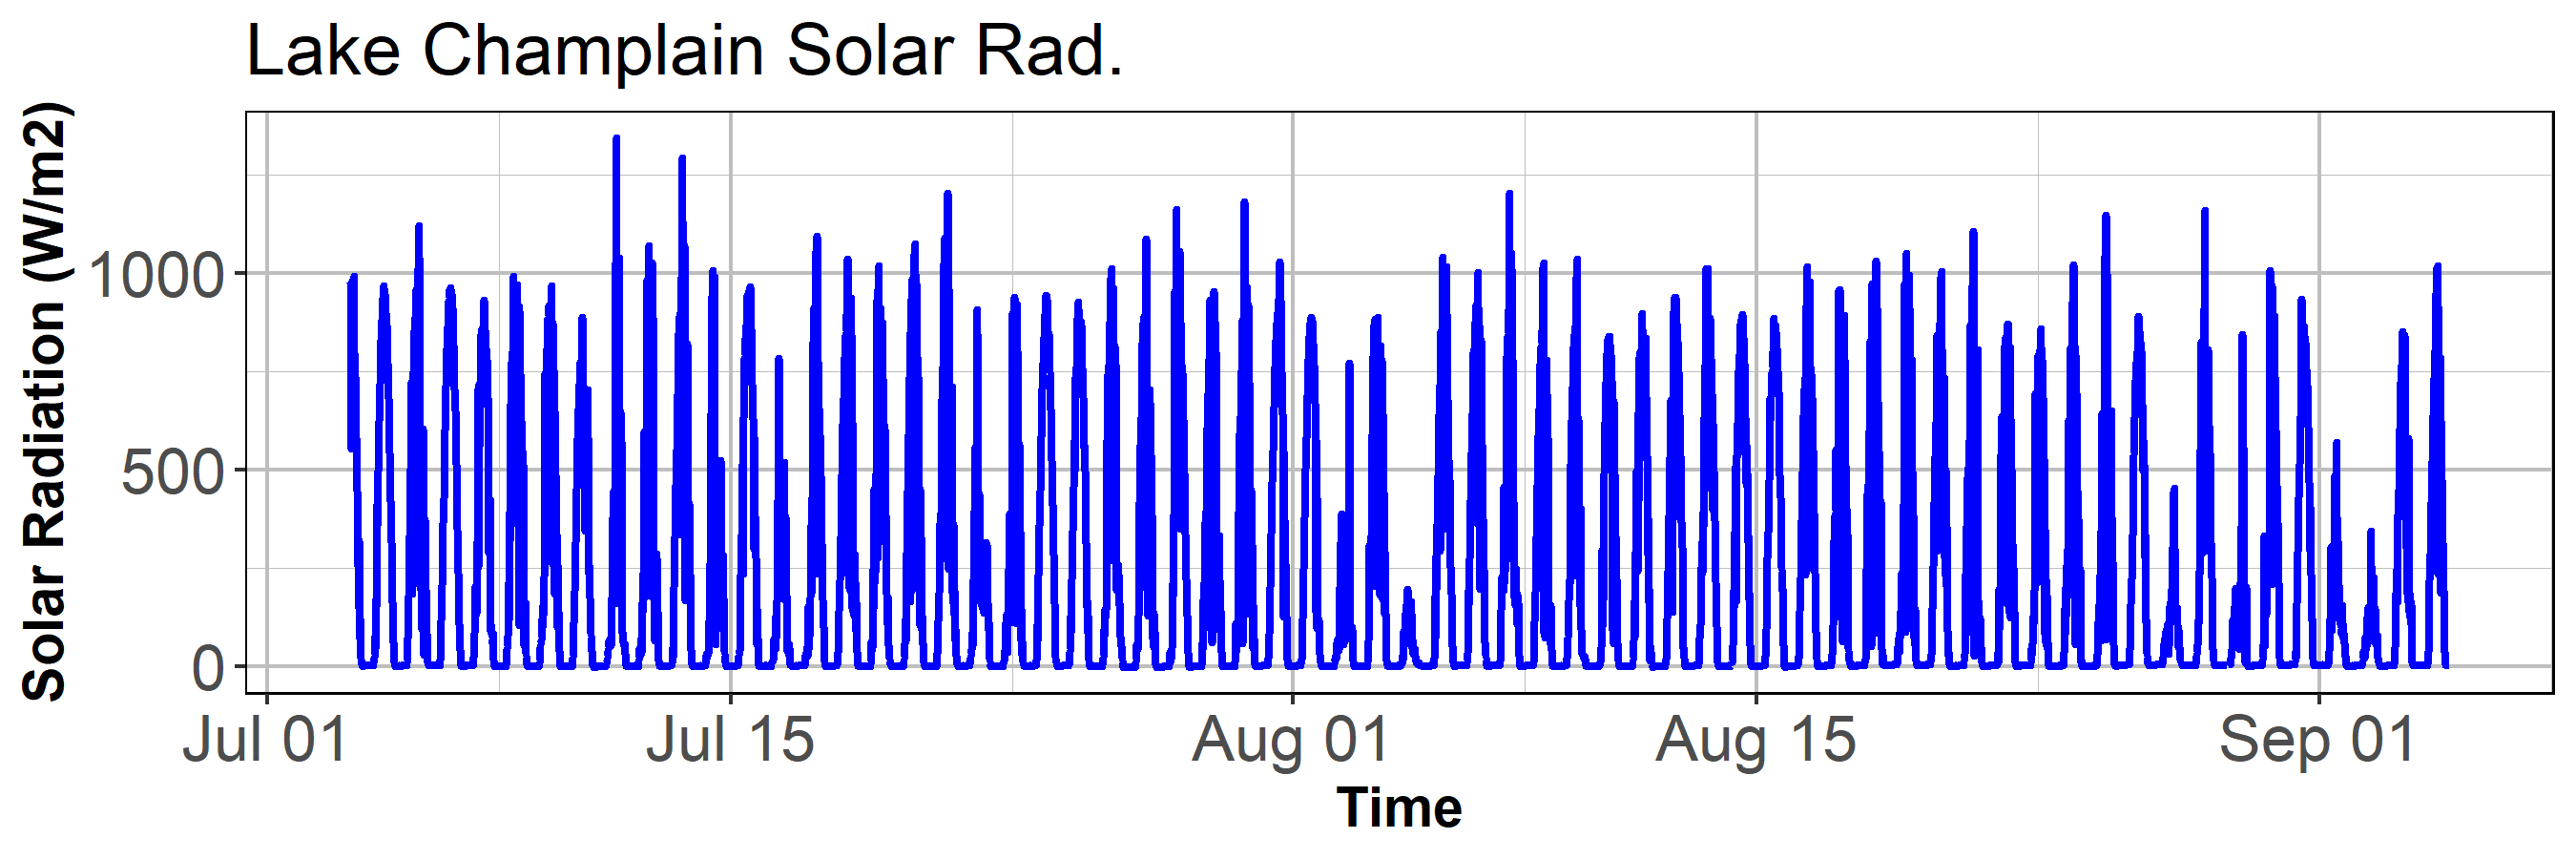 Lake Champlain Solar Rad.
Solar Radiation (W/m2)
1000
500
0
Jul 01
Jul 15
Aug 01
Aug 15
Sep 01
Time